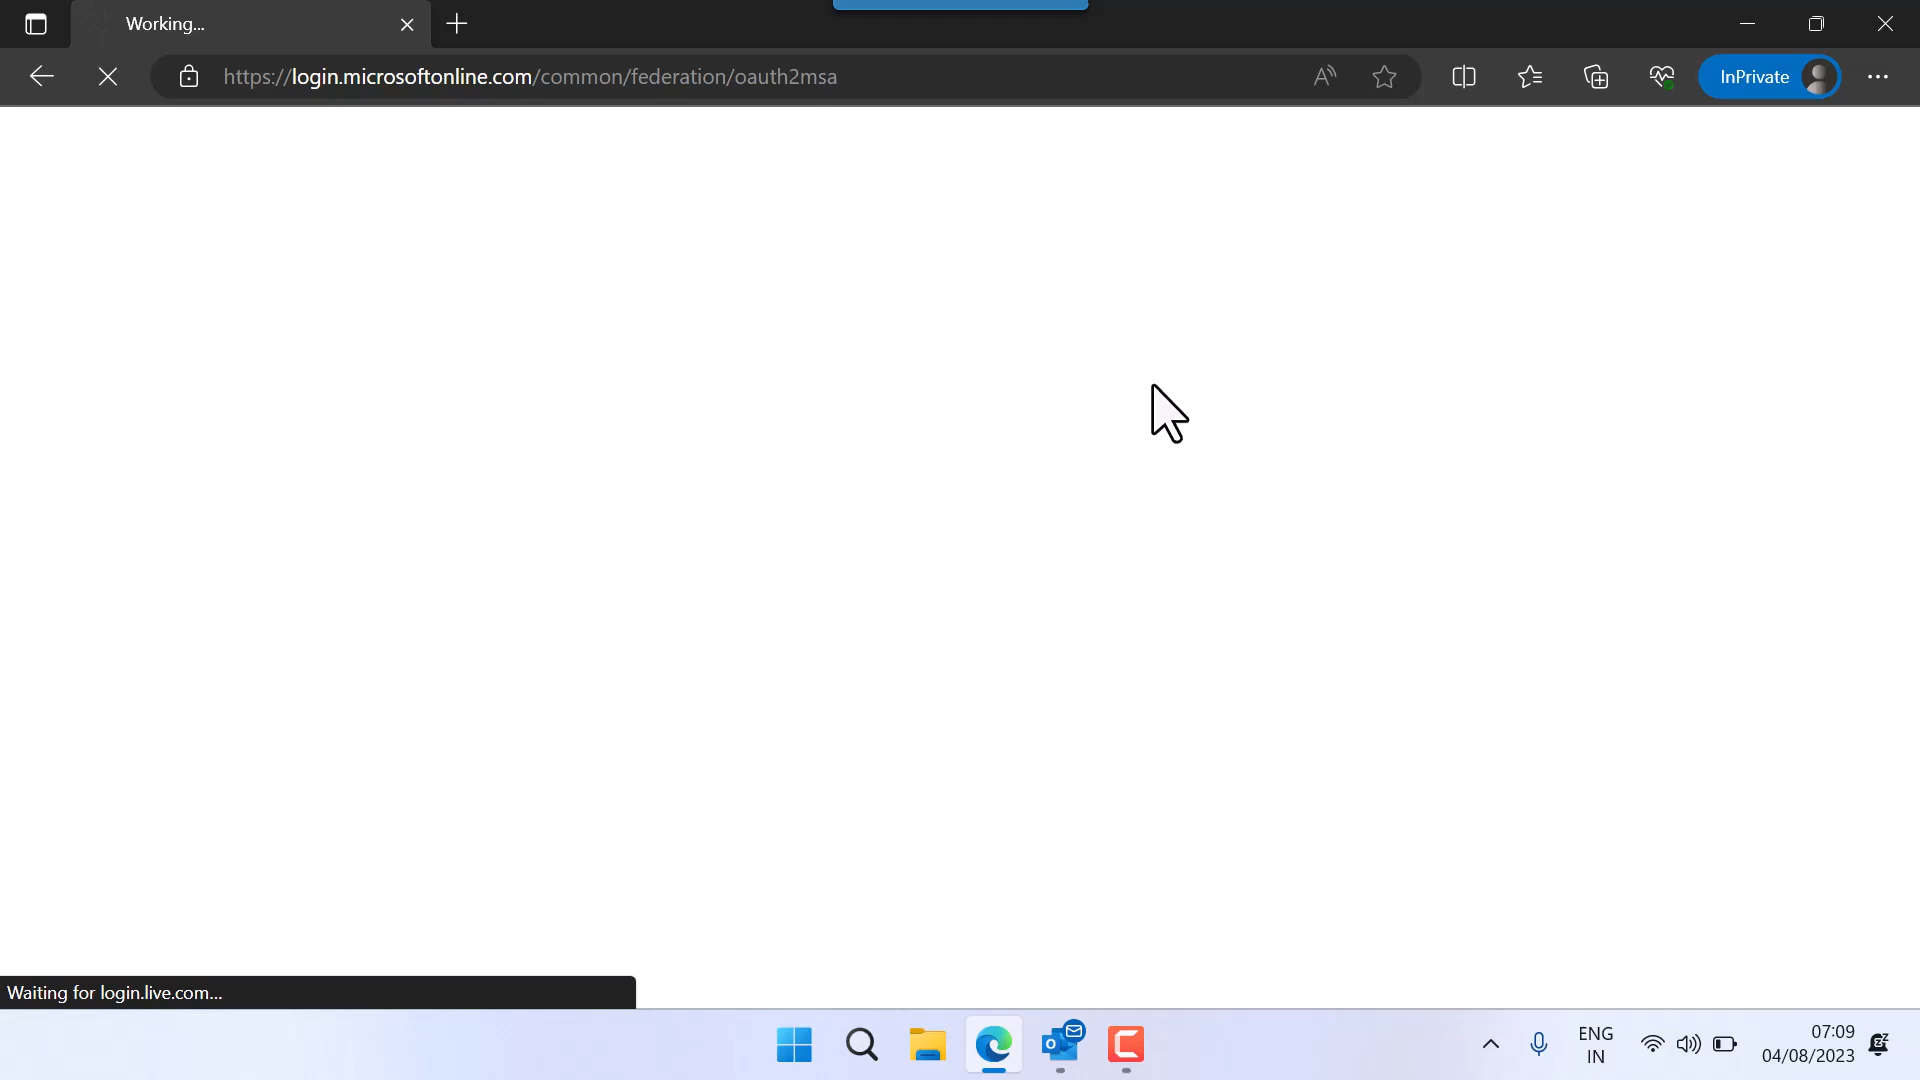 Working...
https://login.microsoftonline.com/common/federation/oauth2msa
InPrivate
Waiting for login.live.com...
ENG
IN
07:09
04/08/2023